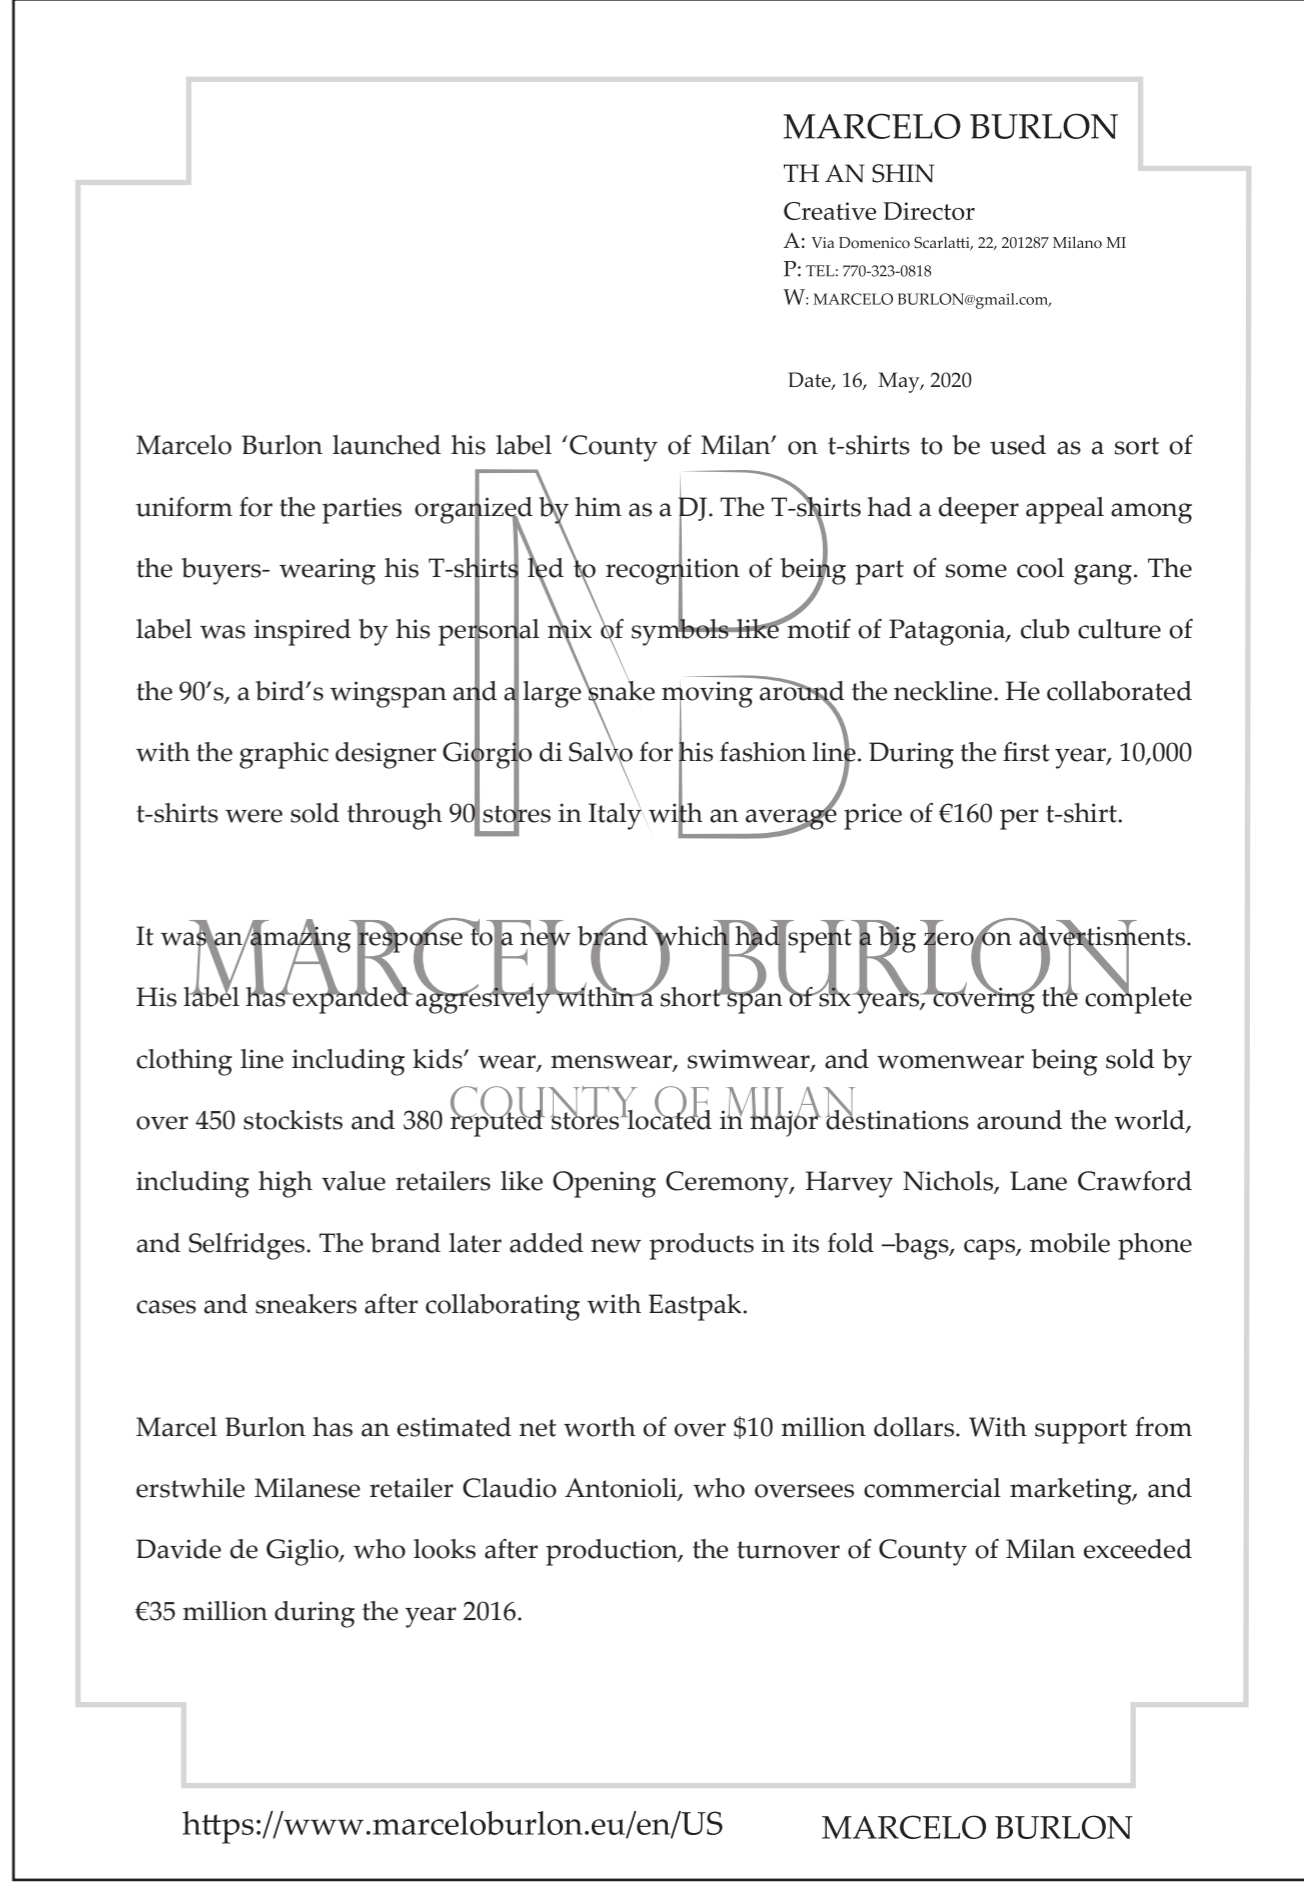 MARCELO BURLON
TH AN SHIN
Creative Director
A: Via Domenico Scarlatti, 22, 201287 Milano MI
P: TEL: 770-323-0818
W: MARCELO BURLON@gmail.com,
Date, 16, May, 2020
Marcelo Burlon launched his label ‘County of Milan’ on t-shirts to be used as a sort of
uniform for the parties organized by him as a DJ. The T-shirts had a deeper appeal among
the buyers- wearing his T-shirts led to recognition of being part of some cool gang. The
label was inspired by his personal mix of symbols like motif of Patagonia, club culture of
the 90’s, a bird’s wingspan and a large snake moving around the neckline. He collaborated
with the graphic designer Giorgio di Salvo for his fashion line. During the first year, 10,000
t-shirts were sold through 90 stores in Italy with an average price of €160 per t-shirt.
MB
It was an amazing response to a new brand which had spent a big zero on advertisments.
MARCELO BURLON
His label has expanded aggresively within a short span of six years, covering the complete
clothing line including kids’ wear, menswear, swimwear, and womenwear being sold by
COUNTY OF MILAN
over 450 stockists and 380 reputed stores located in major destinations around the world,
including high value retailers like Opening Ceremony, Harvey Nichols, Lane Crawford
and Selfridges. The brand later added new products in its fold –bags, caps, mobile phone
cases and sneakers after collaborating with Eastpak.
Marcel Burlon has an estimated net worth of over $10 million dollars. With support from
erstwhile Milanese retailer Claudio Antonioli, who oversees commercial marketing, and
Davide de Giglio, who looks after production, the turnover of County of Milan exceeded
€35 million during the year 2016.
https://www.marceloburlon.eu/en/US MARCELO BURLON